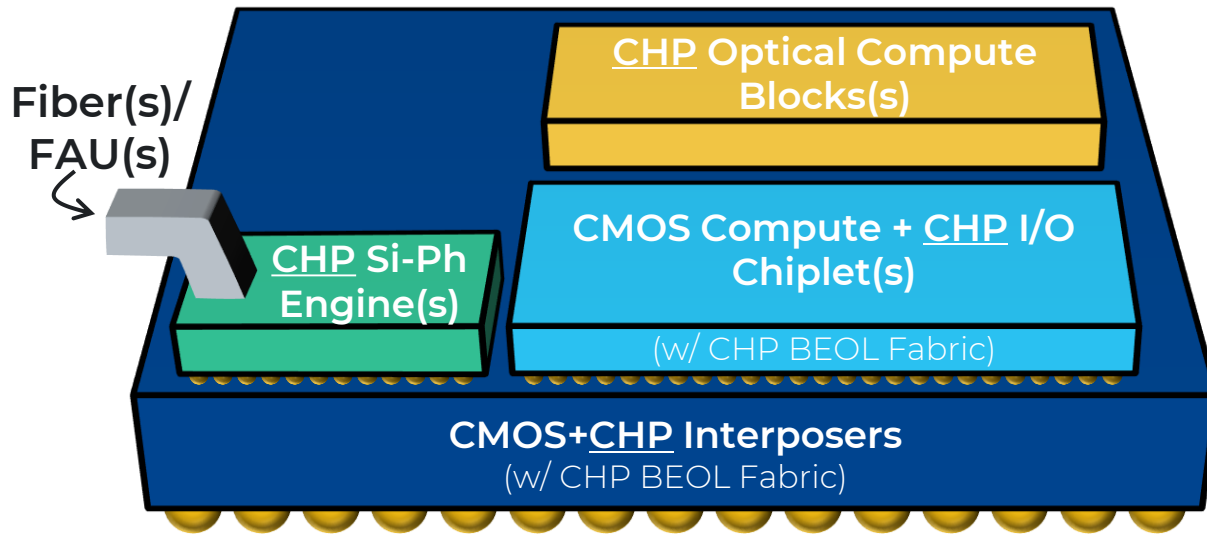 CHP Optical Compute
Blocks(s)
Fiber(s)/
FAU(s)
CMOS Compute + CHP I/O
Chiplet(s)
(w/ CHP BEOL Fabric)
CHP Si-Ph
Engine(s)
CMOS+CHP Interposers
(w/ CHP BEOL Fabric)